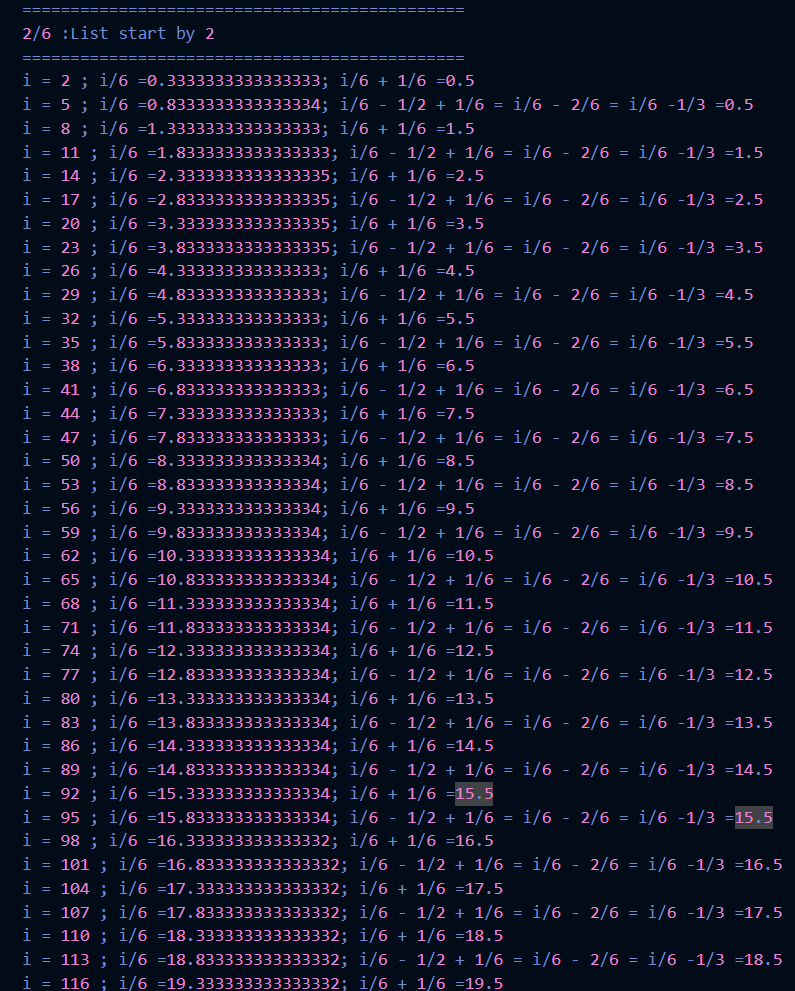 ==============================================
2/6 :List start by 2
==============================================
i = 2 ; i/6 =0.3333333333333333; i/6 + 1/6 =0.5
i = 5 ; i/6 =0.8333333333333334; i/6 - 1/2 + 1/6 = i/6 - 2/6 = i/6 -1/3 =0.5
i = 8 ; i/6 =1.3333333333333333; i/6 + 1/6 =1.5
i = 11 ; i/6 =1.8333333333333333; i/6 - 1/2 + 1/6 = i/6 - 2/6 = i/6 -1/3 =1.5
i = 14 ; i/6 =2.3333333333333335; i/6 + 1/6 =2.5
i = 17 ; i/6 =2.8333333333333335; i/6 - 1/2 + 1/6 = i/6 - 2/6 = i/6 -1/3 =2.5
i = 20 ; i/6 =3.3333333333333335; i/6 + 1/6 =3.5
i = 23 ; i/6 =3.8333333333333335; i/6 - 1/2 + 1/6 = i/6 - 2/6 = i/6 -1/3 =3.5
i = 26 ; i/6 =4.333333333333333; i/6 + 1/6 =4.5
i = 29 ; i/6 =4.833333333333333; i/6 - 1/2 + 1/6 = i/6 - 2/6 = i/6 -1/3 =4.5
i = 32 ; i/6 =5.333333333333333; i/6 + 1/6 =5.5
i = 35 ; i/6 =5.833333333333333; i/6 - 1/2 + 1/6 = i/6 - 2/6 = i/6 -1/3 =5.5
i = 38 ; i/6 =6.333333333333333; i/6 + 1/6 =6.5
i = 41 ; i/6 =6.833333333333333; i/6 - 1/2 + 1/6 = i/6 - 2/6 = i/6 -1/3 =6.5
i = 44 ; i/6 =7.333333333333333; i/6 + 1/6 =7.5
i = 47 ; i/6 =7.833333333333333; i/6 - 1/2 + 1/6 = i/6 - 2/6 = i/6 -1/3 =7.5
i = 50 ; i/6 =8.333333333333334; i/6 + 1/6 =8.5
i = 53 ; i/6 =8.833333333333334; i/6 - 1/2 + 1/6 = i/6 - 2/6 = i/6 -1/3 =8.5
i = 56 ; i/6 =9.333333333333334; i/6 + 1/6 =9.5
i = 59 ; i/6 =9.833333333333334; i/6 - 1/2 + 1/6 = i/6 - 2/6 = i/6 -1/3 =9.5
i = 62 ; i/6 =10.333333333333334; i/6 + 1/6 =10.5
i = 65 ; i/6 =10.833333333333334; i/6 - 1/2 + 1/6 = i/6 - 2/6 = i/6 -1/3 =10.5
i = 68 ; i/6 =11.333333333333334; i/6 + 1/6 =11.5
i = 71 ; i/6 =11.833333333333334; i/6 - 1/2 + 1/6 = i/6 - 2/6 = i/6 -1/3 =11.5
i = 74 ; i/6 =12.333333333333334; i/6 + 1/6 =12.5
i = 77 ; i/6 =12.833333333333334; i/6 - 1/2 + 1/6 = i/6 - 2/6 = i/6 -1/3 =12.5
i = 80 ; i/6 =13.333333333333334; i/6 + 1/6 =13.5
i = 83 ; i/6 =13.833333333333334; i/6 - 1/2 + 1/6 = i/6 - 2/6 = i/6 -1/3 =13.5
i = 86 ; i/6 =14.333333333333334; i/6 + 1/6 =14.5
i = 89 ; i/6 =14.833333333333334; i/6 - 1/2 + 1/6 = i/6 - 2/6 = i/6 -1/3 =14.5
i = 92 ; i/6 =15.333333333333334; i/6 + 1/6 =15.5
i = 95 ; i/6 =15.833333333333334; i/6 - 1/2 + 1/6 = i/6 - 2/6 = i/6 -1/3 =15.5
i = 98 ; i/6 =16.333333333333332; i/6 + 1/6 =16.5
i = 101 ; i/6 =16.833333333333332; i/6 - 1/2 + 1/6 = i/6 - 2/6 = i/6 -1/3 =16.5
i = 104 ; i/6 =17.333333333333332; i/6 + 1/6 =17.5
i = 107 ; i/6 =17.833333333333332; i/6 - 1/2 + 1/6 = i/6 - 2/6 = i/6 -1/3 =17.5
i = 110 ; i/6 =18.333333333333332; i/6 + 1/6 =18.5
i = 113 ; i/6 =18.833333333333332; i/6 - 1/2 + 1/6 = i/6 - 2/6 = i/6 -1/3 =18.5
i = 116 ; i/6 =19.333333333333332; i/6 + 1/6 =19.5